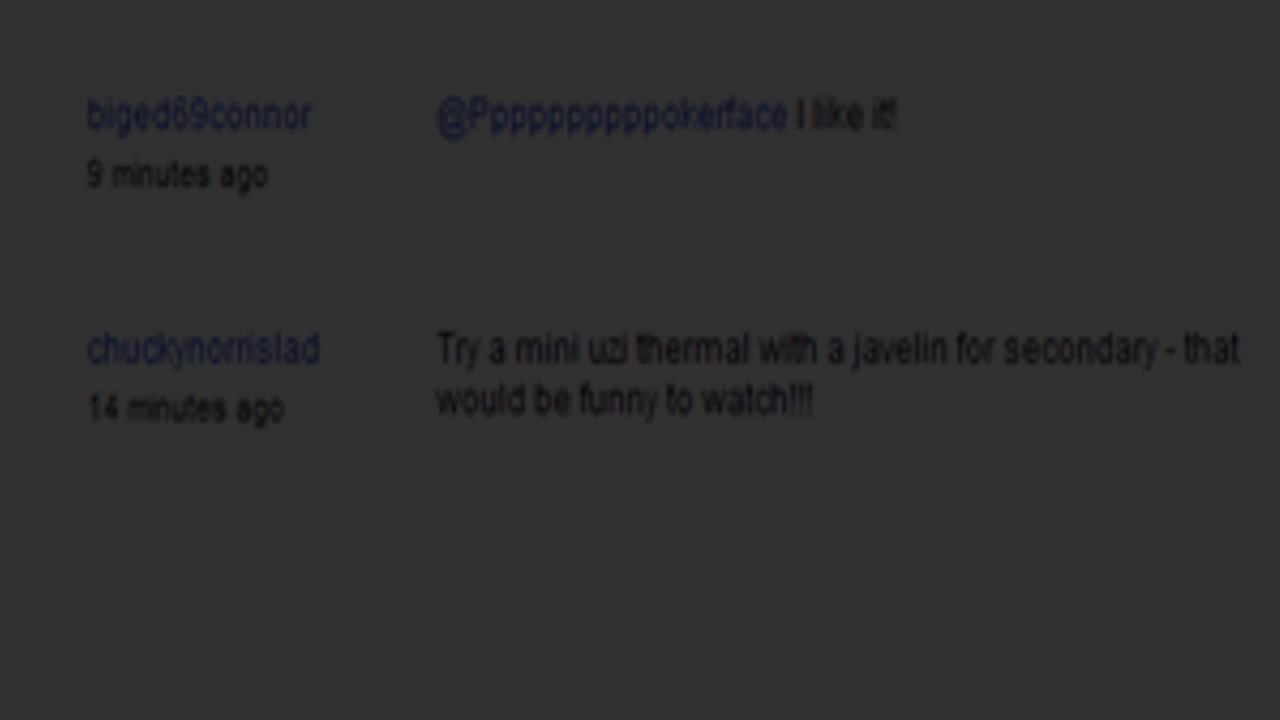 biged69connor @Pppppppppppokerface I like it!
9 minutes ago
chuckynorrislad Try a mini uzi thermal with a javelin for secondary - that
14 minutes ago would be funny to watch!!!